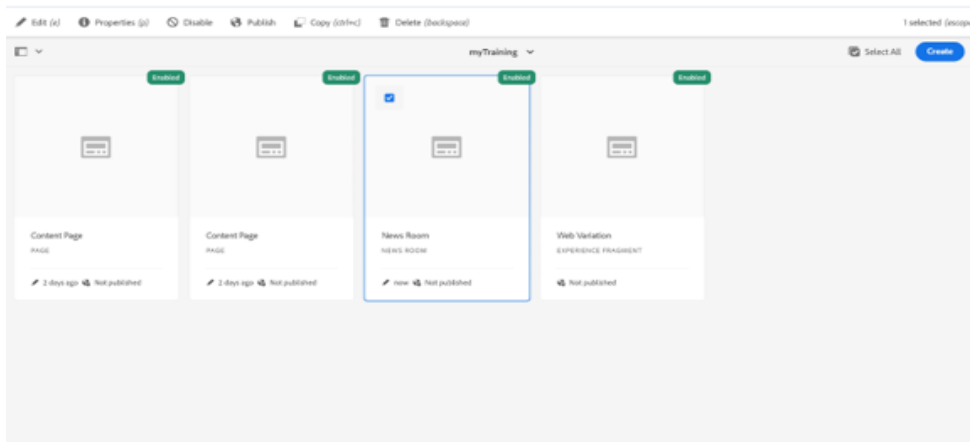 Edit (e) Properties (p) Disable Publish Copy (ctrl+c) Delete (backspace) 1 selected (escape
myTraining Select All Create
Enabled Enabled Enabled Enabled
Content Page Content Page News Room Web Variation
PAGE PAGE NEWS ROOM EXPERIENCE FRAGMENT
2 days ago Not published 2 days ago Not published now Not published Not published